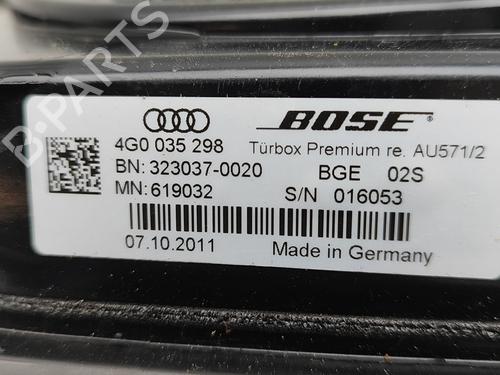 BOSE
4G0 035 298 Türbox Premium re. AU571/2
BN: 323037-0020 BGE 02S
MN: 619032 S/N 016053
07.10.2011 Made in Germany
B-PARTS